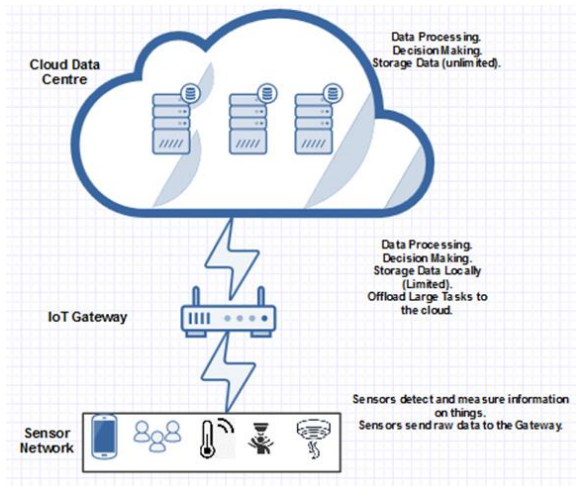 Data Processing.
Decision Making.
Storage Data (unlimited).
Cloud Data
Centre
Data Processing.
Decision Making.
Storage Data Locally
(Limited).
Offload Large Tasks to
the cloud.
IoT Gateway
Sensors detect and measure information
on things.
Sensors send raw data to the Gateway.
Sensor
Network